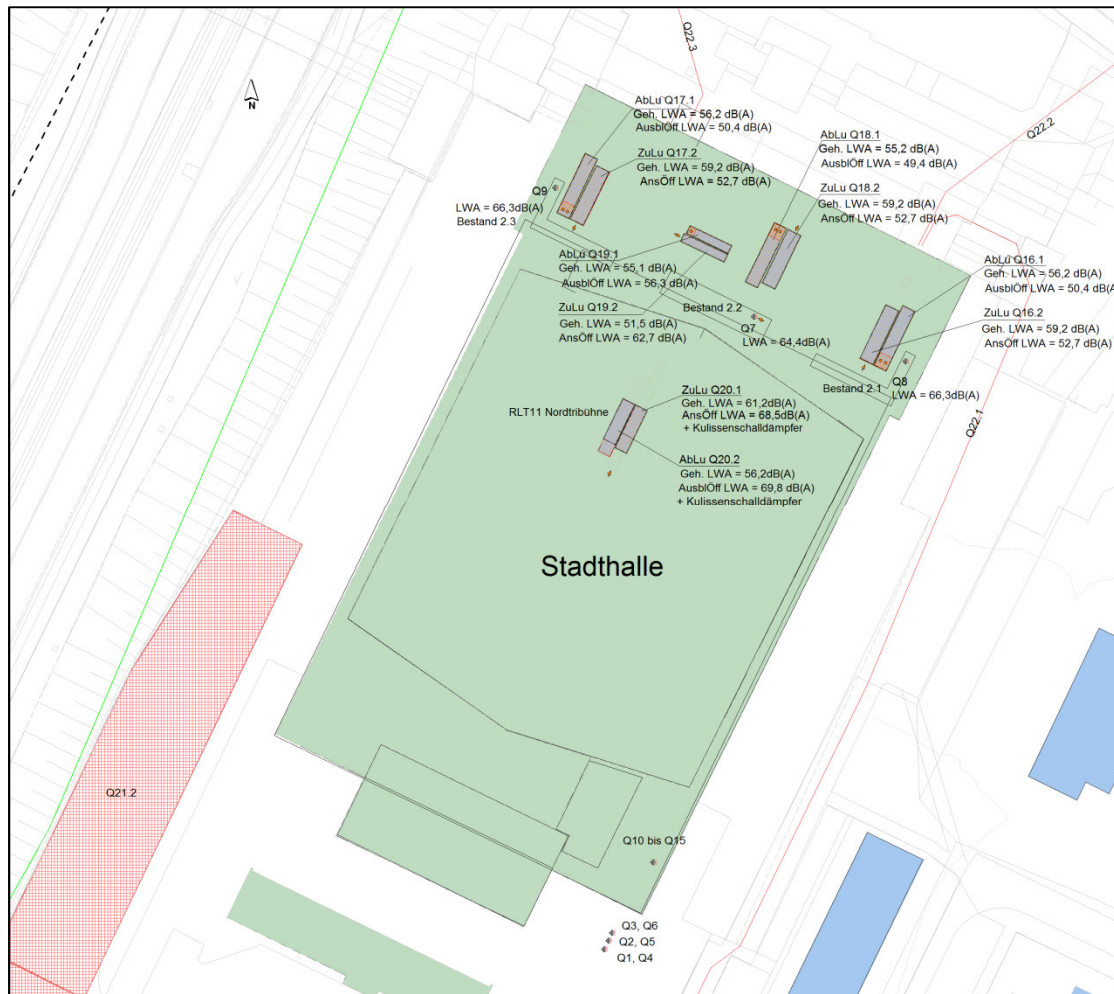 Q22.3
Q22.2
N
AbLu Q17.1
Geh. LWA = 56,2 dB(A)
AusblÖff LWA = 50,4 dB(A)
ZuLu Q17.2
Geh. LWA = 59,2 dB(A)
AnsÖff LWA = 52,7 dB(A)
AbLu Q18.1
Geh. LWA = 55,2 dB(A)
AusblÖff LWA = 49,4 dB(A)
ZuLu Q18.2
Geh. LWA = 59,2 dB(A)
AnsÖff LWA = 52,7 dB(A)
Q9
LWA = 66,3dB(A)
Bestand 2.3
AbLu Q19.1
Geh. LWA = 55,1 dB(A)
AusblÖff LWA = 56,3 dB(A)
ZuLu Q19.2
Geh. LWA = 51,5 dB(A)
AnsÖff LWA = 62,7 dB(A)
Bestand 2.2
Q7
LWA = 64,4dB(A)
AbLu Q16.1
Geh. LWA = 56,2 dB(A)
AusblÖff LWA = 50,4 dB(A)
ZuLu Q16.2
Geh. LWA = 59,2 dB(A)
AnsÖff LWA = 52,7 dB(A)
Bestand 2.1
Q8
LWA = 66,3dB(A)
Q22.1
RLT11 Nordtribühne
ZuLu Q20.1
Geh. LWA = 61,2dB(A)
AnsÖff LWA = 68,5dB(A)
+ Kulissenschalldämpfer
AbLu Q20.2
Geh. LWA = 56,2dB(A)
AusblÖff LWA = 69,8 dB(A)
+ Kulissenschalldämpfer
Stadthalle
Q21.2
Q10 bis Q15
Q3, Q6
Q2, Q5
Q1, Q4